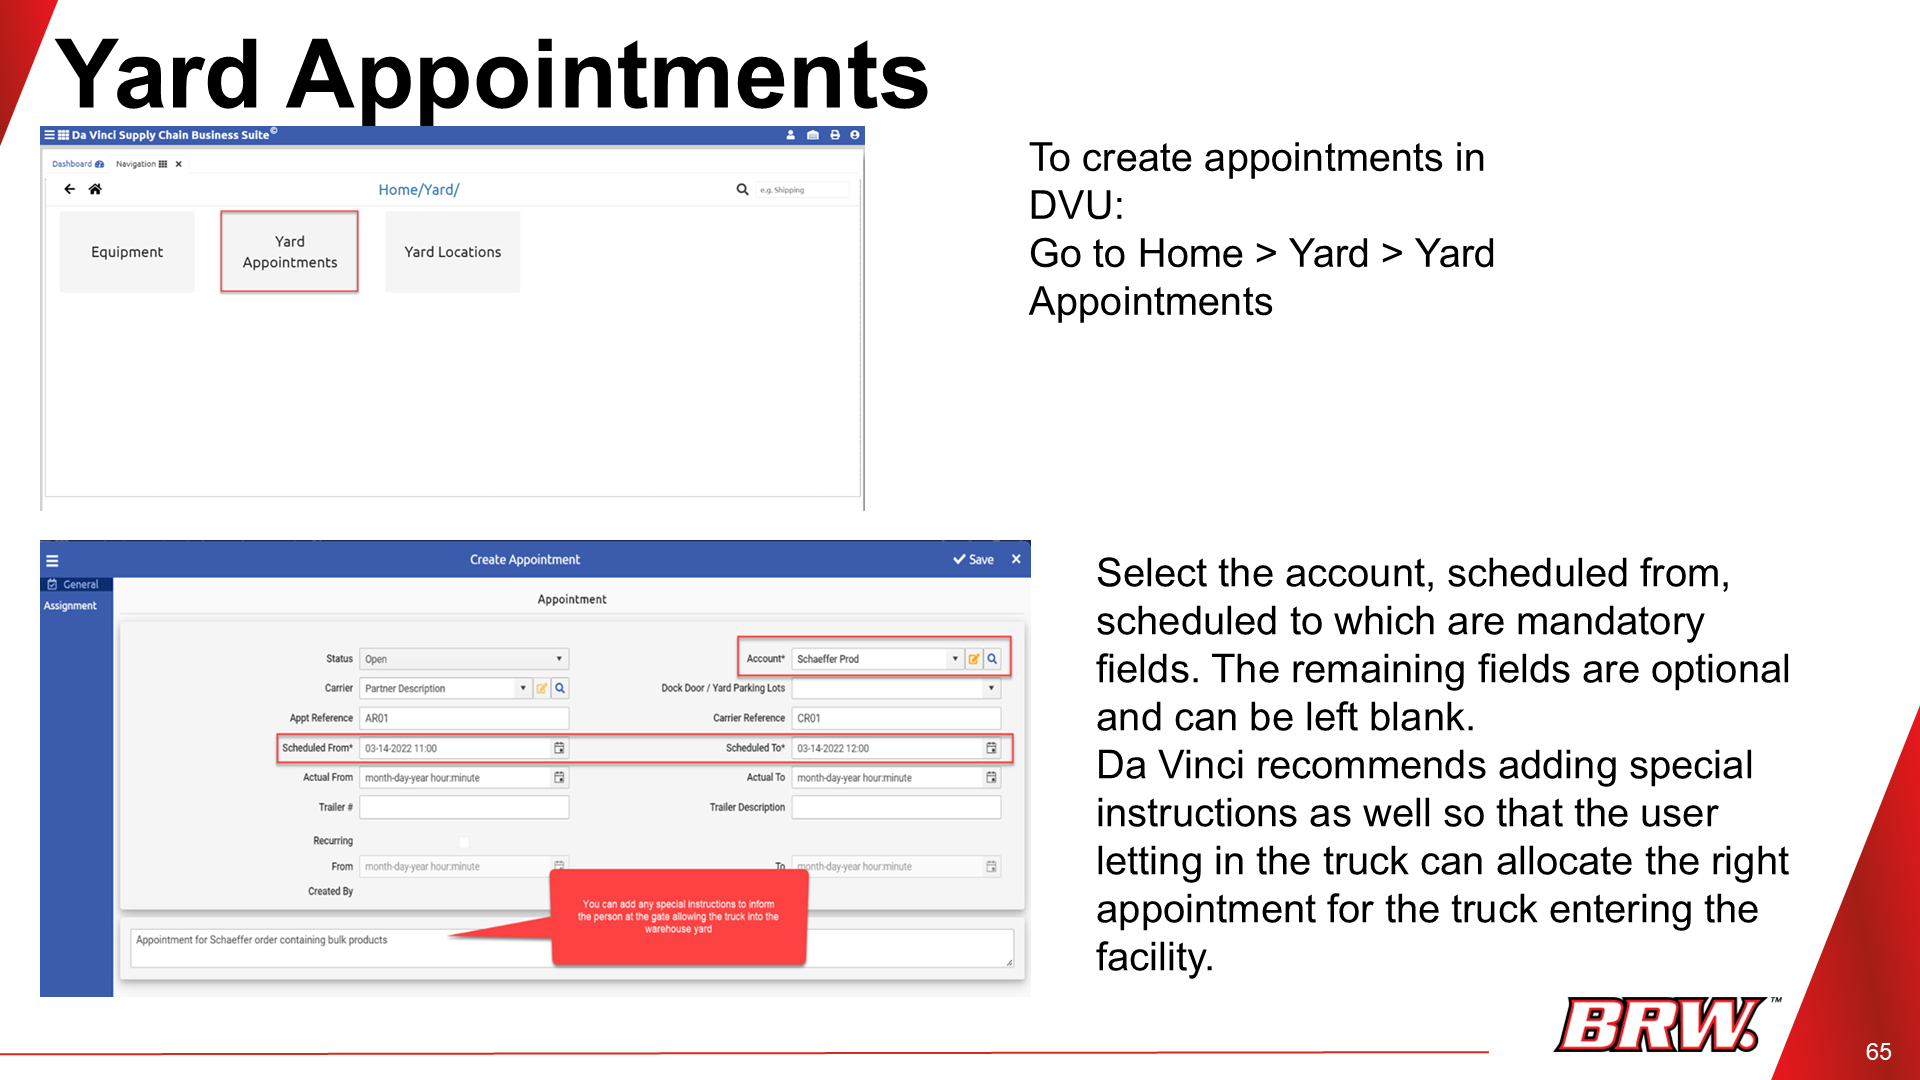 Yard Appointments
Da Vinci Supply Chain Business Suite©
Dashboard
Navigation
Home/Yard/
e.g. Shipping
Equipment
Yard
Appointments
Yard Locations
To create appointments in
DVU:
Go to Home > Yard > Yard
Appointments
Create Appointment
Save
General
Assignment
Appointment
Status Open
Account* Schaeffer Prod
Carrier Partner Description
Dock Door / Yard Parking Lots
Appt Reference AR01
Carrier Reference CR01
Scheduled From* 03-14-2022 11:00
Scheduled To* 03-14-2022 12:00
Actual From month-day-year hour:minute
Actual To month-day-year hour:minute
Trailer #
Trailer Description
Recurring
From month-day-year hour:minute
To month-day-year hour:minute
Created By
You can add any special instructions to inform
the person at the gate allowing the truck into the
warehouse yard
Appointment for Schaeffer order containing bulk products
Select the account, scheduled from,
scheduled to which are mandatory
fields. The remaining fields are optional
and can be left blank.
Da Vinci recommends adding special
instructions as well so that the user
letting in the truck can allocate the right
appointment for the truck entering the
facility.
BRW.™
65